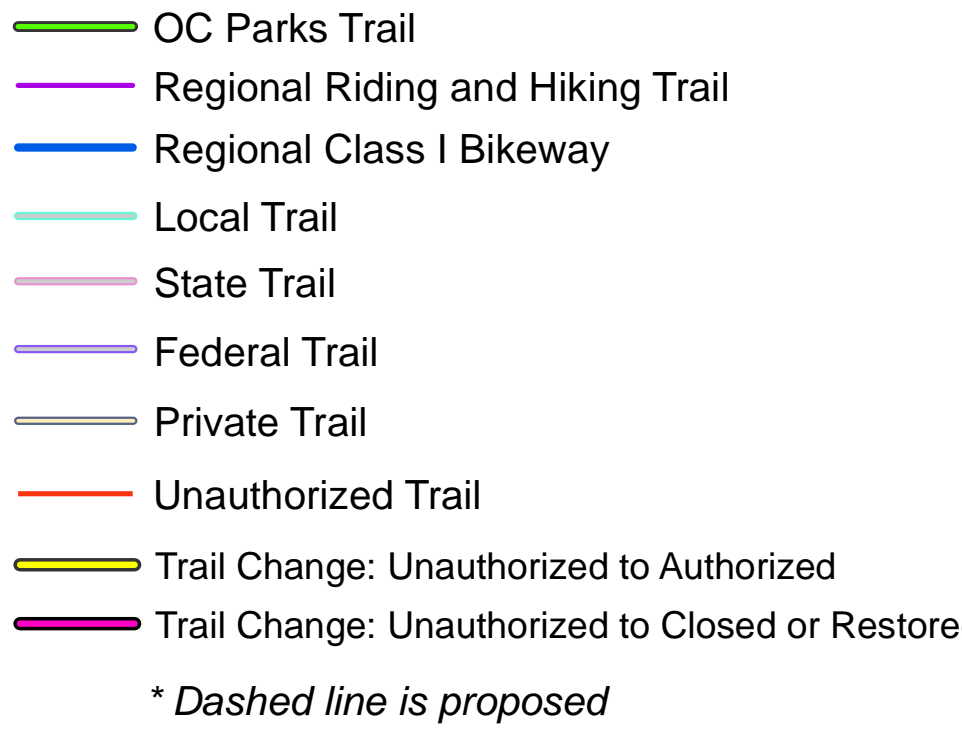 OC Parks Trail
Regional Riding and Hiking Trail
Regional Class I Bikeway
Local Trail
State Trail
Federal Trail
Private Trail
Unauthorized Trail
Trail Change: Unauthorized to Authorized
Trail Change: Unauthorized to Closed or Restore
* Dashed line is proposed